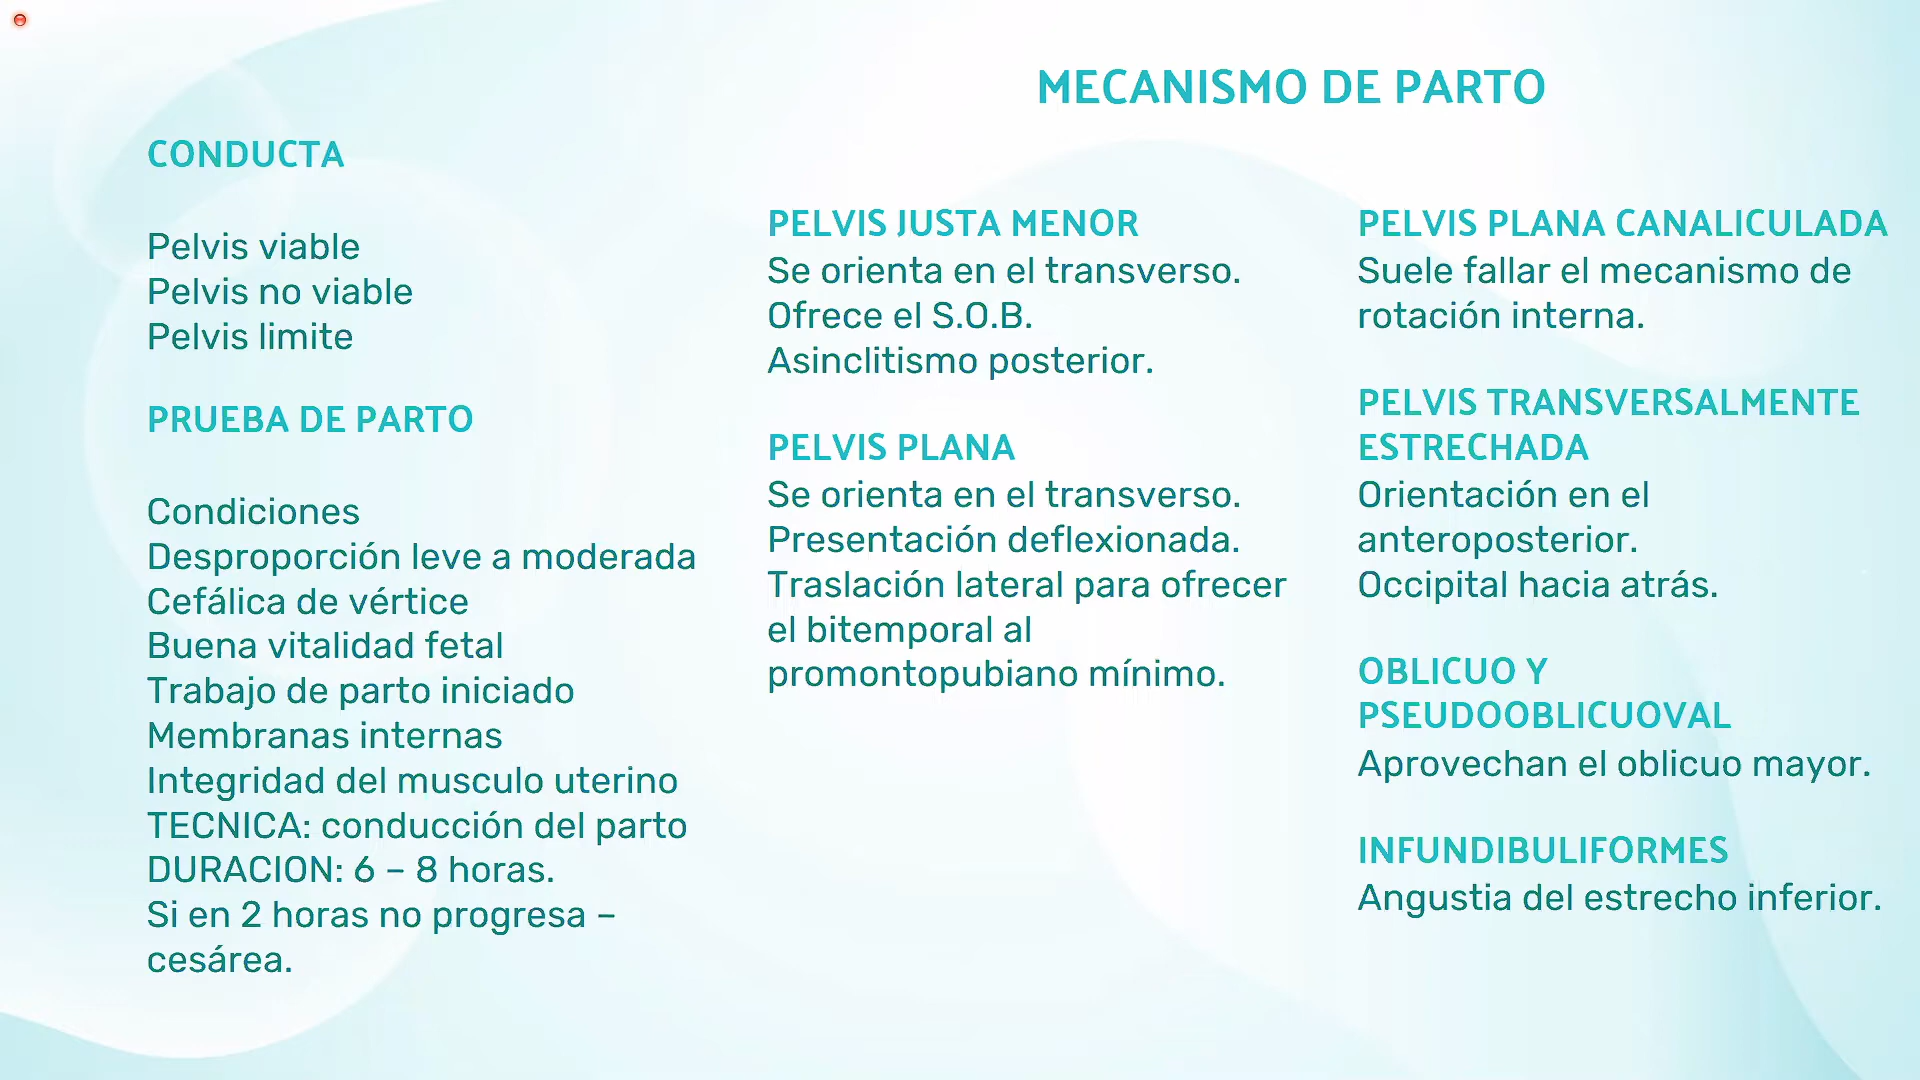 MECANISMO DE PARTO
CONDUCTA
Pelvis viable
Pelvis no viable
Pelvis limite
PRUEBA DE PARTO
Condiciones
Desproporción leve a moderada
Cefálica de vértice
Buena vitalidad fetal
Trabajo de parto iniciado
Membranas internas
Integridad del musculo uterino
TECNICA: conducción del parto
DURACION: 6 – 8 horas.
Si en 2 horas no progresa –
cesárea.
PELVIS JUSTA MENOR
Se orienta en el transverso.
Ofrece el S.O.B.
Asinclitismo posterior.
PELVIS PLANA
Se orienta en el transverso.
Presentación deflexionada.
Traslación lateral para ofrecer
el bitemporal al
promontopubiano mínimo.
PELVIS PLANA CANALICULADA
Suele fallar el mecanismo de
rotación interna.
PELVIS TRANSVERSALMENTE
ESTRECHADA
Orientación en el
anteroposterior.
Occipital hacia atrás.
OBLICUO Y
PSEUDOOBLICUOVAL
Aprovechan el oblicuo mayor.
INFUNDIBULIFORMES
Angustia del estrecho inferior.